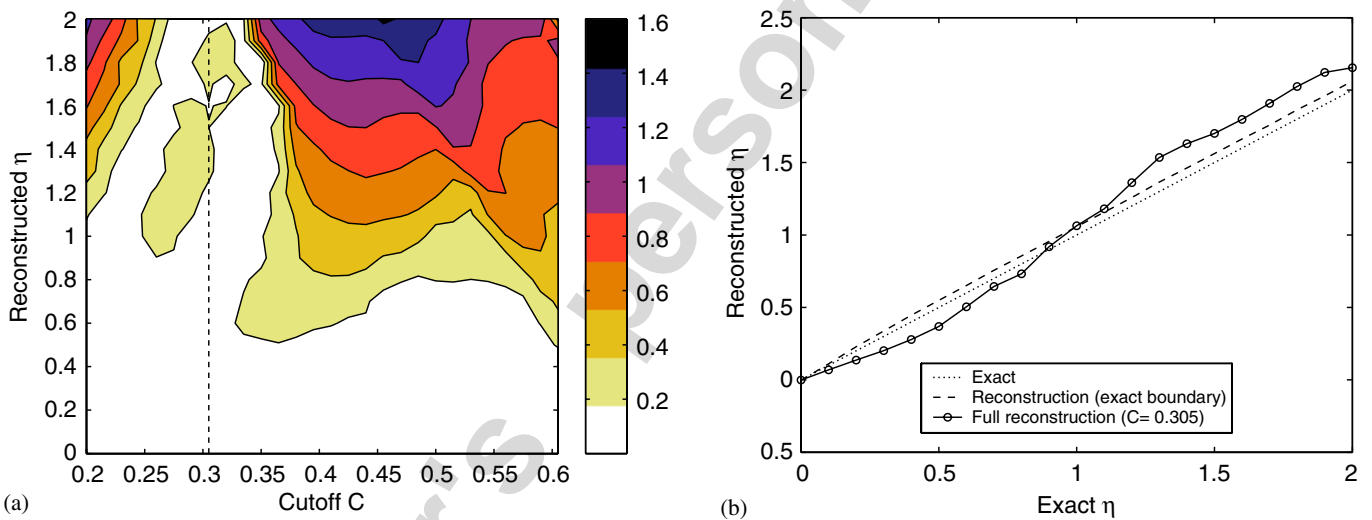 2
1.8
1.6
1.4
1.2
1
0.8
0.6
0.4
0.2
0
Reconstructed η
0.2 0.25 0.3 0.35 0.4 0.45 0.5 0.55 0.6
Cutoff C
(a)
1.6
1.4
1.2
1
0.8
0.6
0.4
0.2
2.5
2
1.5
1
0.5
0
0.5
Reconstructed η
Exact
Reconstruction (exact boundary)
Full reconstruction (C= 0.305)
0 0.5 1 1.5 2
Exact η
(b)
r's person